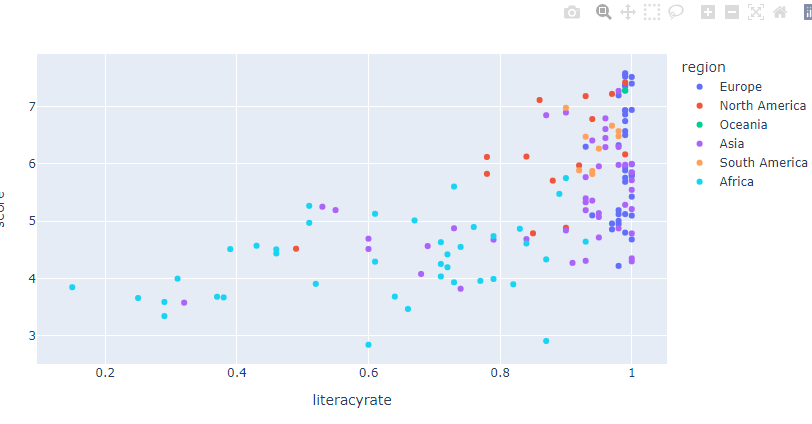 region
Europe
North America
Oceania
Asia
South America
Africa
score
7
6
5
4
3
0.2
0.4
0.6
0.8
1
literacyrate